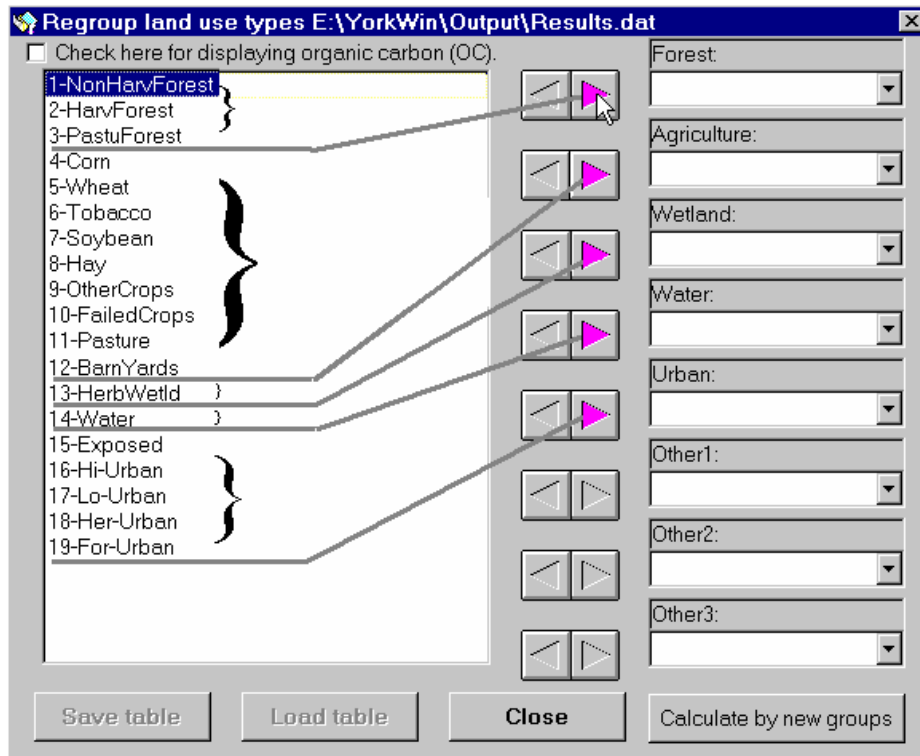 Regroup land use types E:\YorkWin\Output\Results.dat
Check here for displaying organic carbon (OC).
1-NonHarvForest
2-HarvForest
3-PastuForest
4-Corn
5-Wheat
6-Tobacco
7-Soybean
8-Hay
9-OtherCrops
10-FailedCrops
11-Pasture
12-BarnYards
13-HerbWetld }
14-Water }
15-Exposed
16-Hi-Urban
17-Lo-Urban
18-Her-Urban
19-For-Urban
Forest:
Agriculture:
Wetland:
Water:
Urban:
Other1:
Other2:
Other3:
Save table
Load table
Close
Calculate by new groups